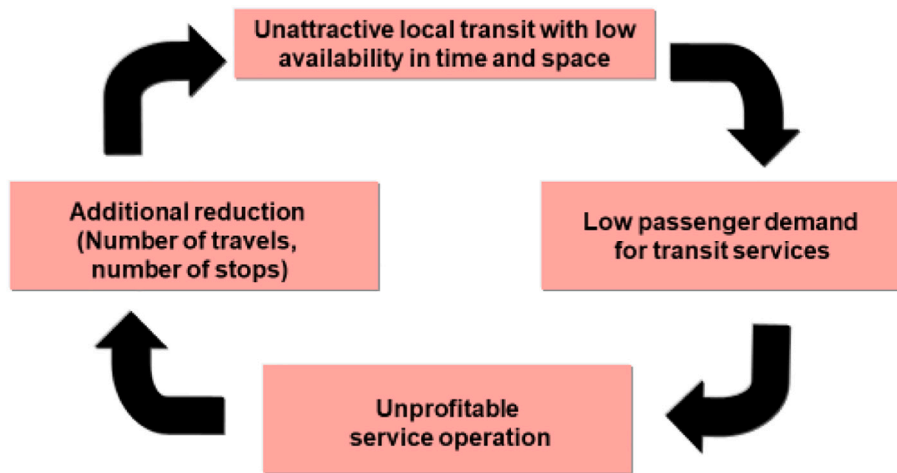 Unattractive local transit with low
availability in time and space
Low passenger demand
for transit services
Unprofitable
service operation
Additional reduction
(Number of travels,
number of stops)